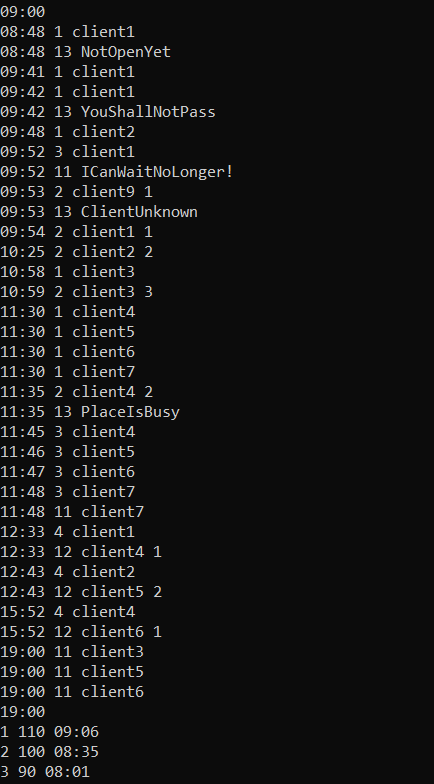 09:00
08:48 1 client1
08:48 13 NotOpenYet
09:41 1 client1
09:42 1 client1
09:42 13 YouShallNotPass
09:48 1 client2
09:52 3 client1
09:52 11 ICanWaitNoLonger!
09:53 2 client9 1
09:53 13 ClientUnknown
09:54 2 client1 1
10:25 2 client2 2
10:58 1 client3
10:59 2 client3 3
11:30 1 client4
11:30 1 client5
11:30 1 client6
11:30 1 client7
11:35 2 client4 2
11:35 13 PlaceIsBusy
11:45 3 client4
11:46 3 client5
11:47 3 client6
11:48 3 client7
11:48 11 client7
12:33 4 client1
12:33 12 client4 1
12:43 4 client2
12:43 12 client5 2
15:52 4 client4
15:52 12 client6 1
19:00 11 client3
19:00 11 client5
19:00 11 client6
19:00
1 110 09:06
2 100 08:35
3 90 08:01